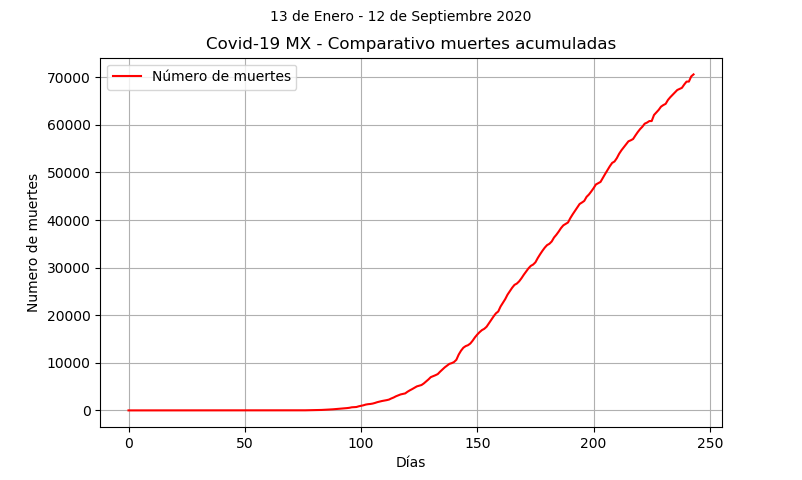 13 de Enero - 12 de Septiembre 2020
Covid-19 MX - Comparativo muertes acumuladas
Número de muertes
70000
60000
50000
40000
30000
20000
10000
0
Numero de muertes
0 50 100 150 200 250
Días